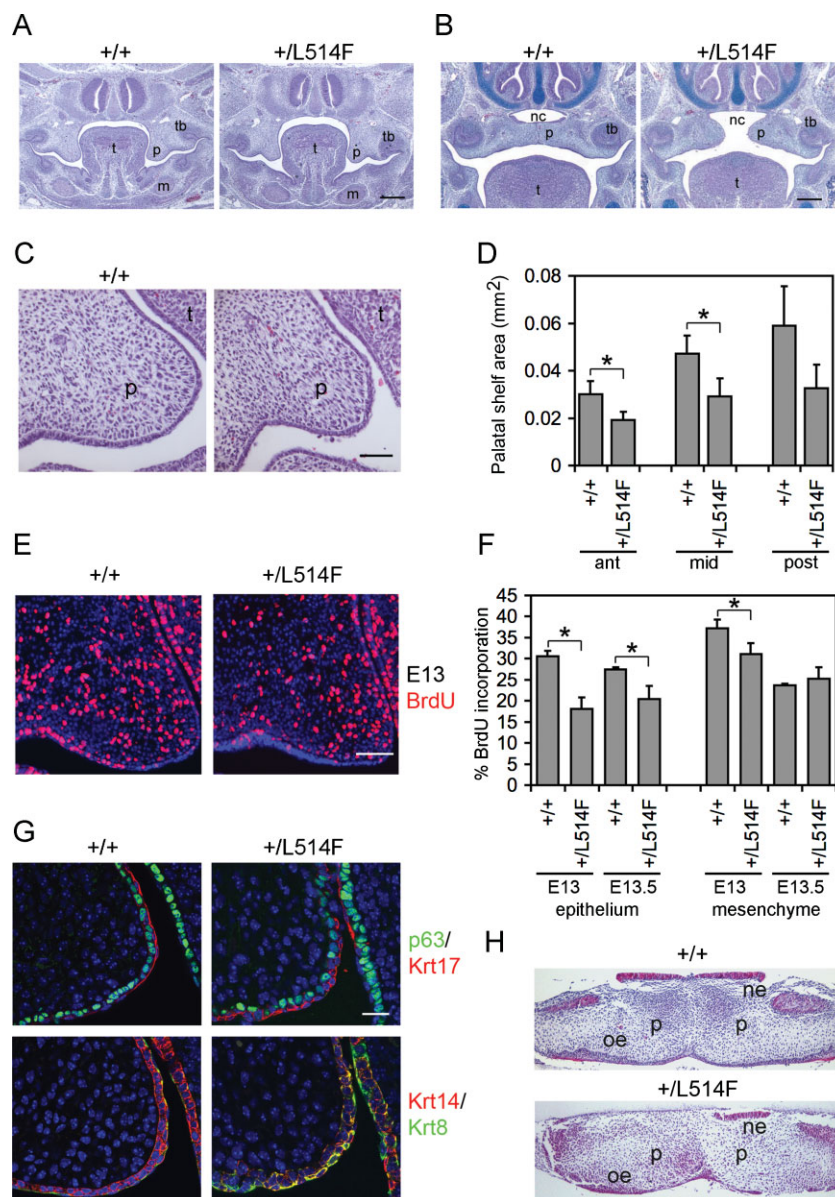 A
+/+
+/L514F
tb
t
p
m
B
+/+
+/L514F
nc
p
tb
t
nc
p
tb
t
C
+/+
t
p
t
p
D
Palatal shelf area (mm²)
0.08
0.06
0.04
0.02
0
*
*
+/+
+/L514F
+/+
+/L514F
+/+
+/L514F
ant
mid
post
E
+/+
+/L514F
E13
BrdU
F
% BrdU incorporation
45
40
35
30
25
20
15
10
5
0
*
*
*
+/+
+/L514F
+/+
+/L514F
+/+
+/L514F
+/+
+/L514F
E13
E13.5
E13
E13.5
epithelium
mesenchyme
G
+/+
+/L514F
p63/
Krt17
Krt14/
Krt8
H
+/+
ne
p
p
oe
+/L514F
ne
p
p
oe